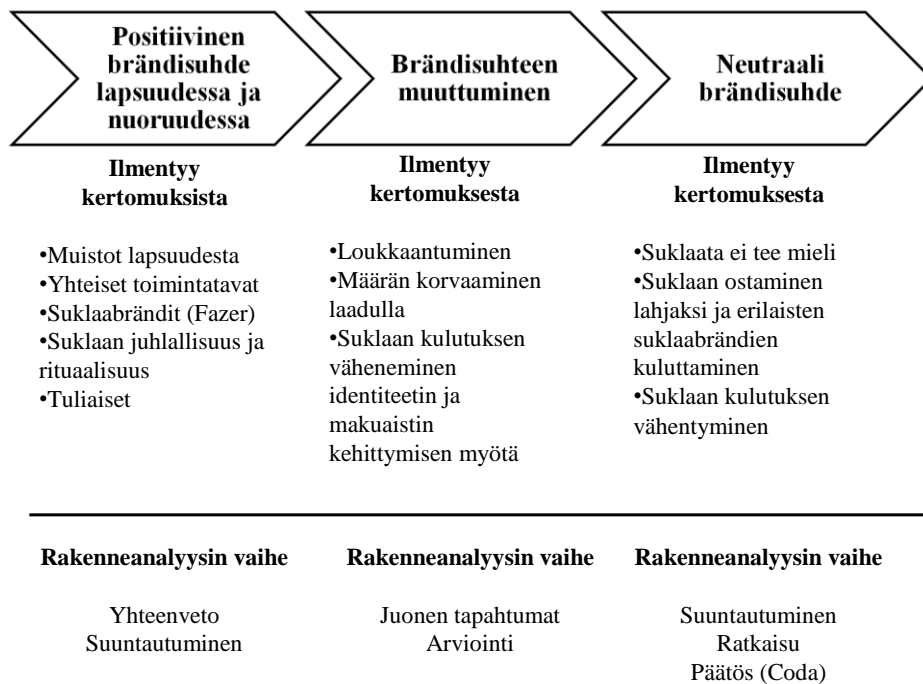 Positiivinen
brändisuhde
lapsuudessa ja
nuoruudessa
Ilmentyy
kertomuksista
•Muistot lapsuudesta
•Yhteiset toimintatavat
•Suklaabrändit (Fazer)
•Suklaan juhlallisuus ja
rituaalisuus
•Tuliaiset
Brändisuhteen
muuttuminen
Ilmentyy
kertomuksesta
•Loukkaantuminen
•Määrän korvaaminen
laadulla
•Suklaan kulutuksen
väheneminen
identiteetin ja
makuaistin
kehittymisen myötä
Neutraali
brändisuhde
Ilmentyy
kertomuksesta
•Suklaata ei tee mieli
•Suklaan ostaminen
lahjaksi ja erilaisten
suklaabrändien
kuluttaminen
•Suklaan kulutuksen
vähentyminen
Rakenneanalyysin vaihe
Yhteenveto
Suuntautuminen
Rakenneanalyysin vaihe
Juonen tapahtumat
Arviointi
Rakenneanalyysin vaihe
Suuntautuminen
Ratkaisu
Päätös (Coda)